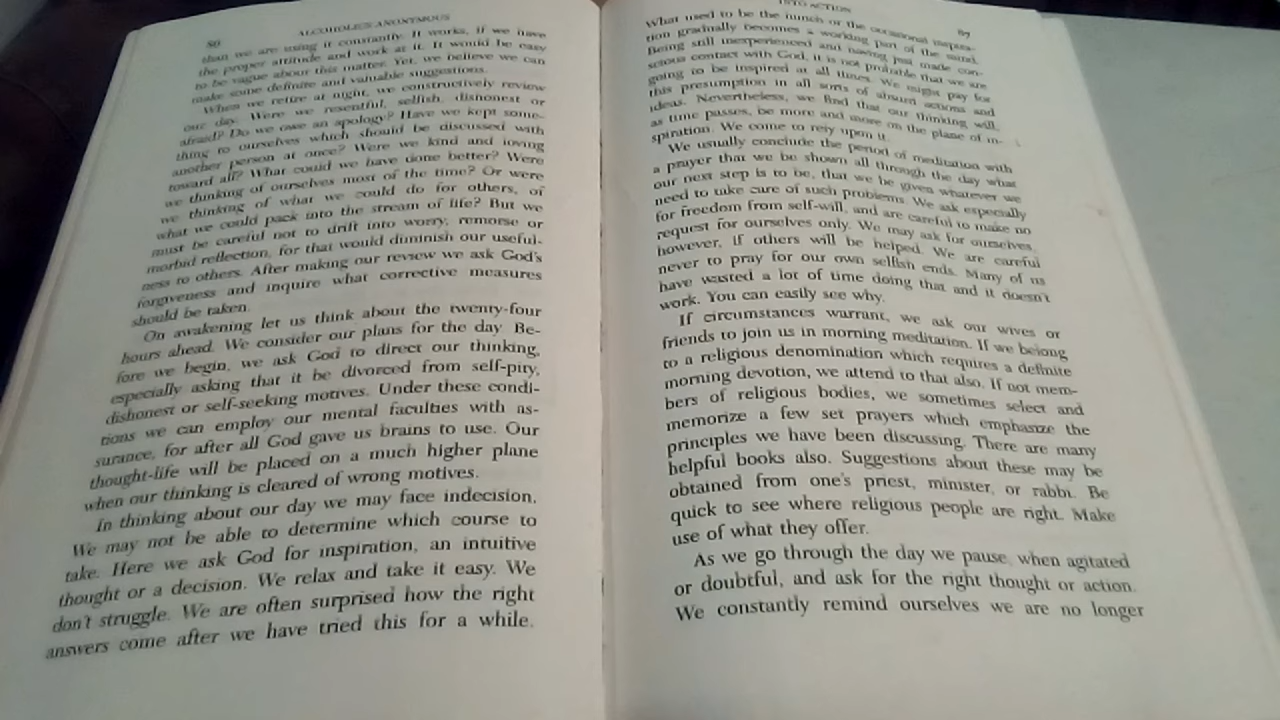 86 ALCOHOLICS ANONYMOUS
than we are using it constantly. It works, if we have
the proper attitude and work at it. It would be easy
to be vague about this matter. Yet, we believe we can
make some definite and valuable suggestions.
When we retire at night, we constructively review
our day. Were we resentful, selfish, dishonest or
afraid? Do we owe an apology? Have we kept some-
thing to ourselves which should be discussed with
another person at once? Were we kind and loving
toward all? What could we have done better? Were
we thinking of ourselves most of the time? Or were
we thinking of what we could do for others, of
what we could pack into the stream of life? But we
must be careful not to drift into worry, remorse or
morbid reflection, for that would diminish our useful-
ness to others. After making our review we ask God's
forgiveness and inquire what corrective measures
should be taken.
On awakening let us think about the twenty-four
hours ahead. We consider our plans for the day. Be-
fore we begin, we ask God to direct our thinking,
especially asking that it be divorced from self-pity,
dishonest or self-seeking motives. Under these condi-
tions we can employ our mental faculties with as-
surance, for after all God gave us brains to use. Our
thought-life will be placed on a much higher plane
when our thinking is cleared of wrong motives.
In thinking about our day we may face indecision.
We may not be able to determine which course to
take. Here we ask God for inspiration, an intuitive
thought or a decision. We relax and take it easy. We
don't struggle. We are often surprised how the right
answers come after we have tried this for a while.
INTO ACTION 87
What used to be the hunch or the occasional inspira-
tion gradually becomes a working part of the mind.
Being still inexperienced and having just made con-
scious contact with God, it is not probable that we are
going to be inspired at all times. We might pay for
this presumption in all sorts of absurd actions and
ideas. Nevertheless, we find that our thinking will,
as time passes, be more and more on the plane of in-
spiration. We come to rely upon it.
We usually conclude the period of meditation with
a prayer that we be shown all through the day what
our next step is to be, that we be given whatever we
need to take care of such problems. We ask especially
for freedom from self-will, and are careful to make no
request for ourselves only. We may ask for ourselves,
however, if others will be helped. We are careful
never to pray for our own selfish ends. Many of us
have wasted a lot of time doing that and it doesn't
work. You can easily see why.
If circumstances warrant, we ask our wives or
friends to join us in morning meditation. If we belong
to a religious denomination which requires a definite
morning devotion, we attend to that also. If not mem-
bers of religious bodies, we sometimes select and
memorize a few set prayers which emphasize the
principles we have been discussing. There are many
helpful books also. Suggestions about these may be
obtained from one's priest, minister, or rabbi. Be
quick to see where religious people are right. Make
use of what they offer.
As we go through the day we pause, when agitated
or doubtful, and ask for the right thought or action.
We constantly remind ourselves we are no longer